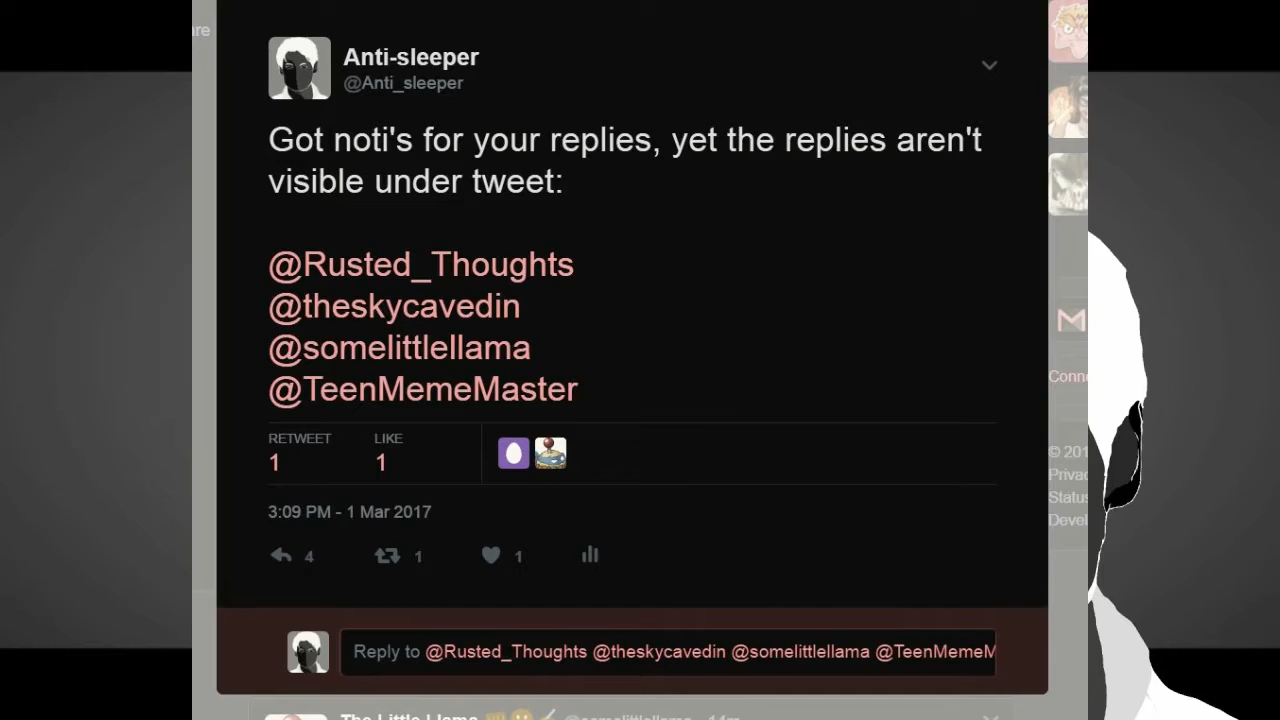 Anti-sleeper
@Anti_sleeper
Got noti's for your replies, yet the replies aren't
visible under tweet:
@Rusted_Thoughts
@theskycavedin
@somelittlellama
@TeenMemeMaster
RETWEET LIKE
1 1
3:09 PM - 1 Mar 2017
4 1 1
Reply to @Rusted_Thoughts @theskycavedin @somelittlellama @TeenMemeM
The Little Llama @somelittlellama - 14m
Conne
© 201
Privac
Status
Devel